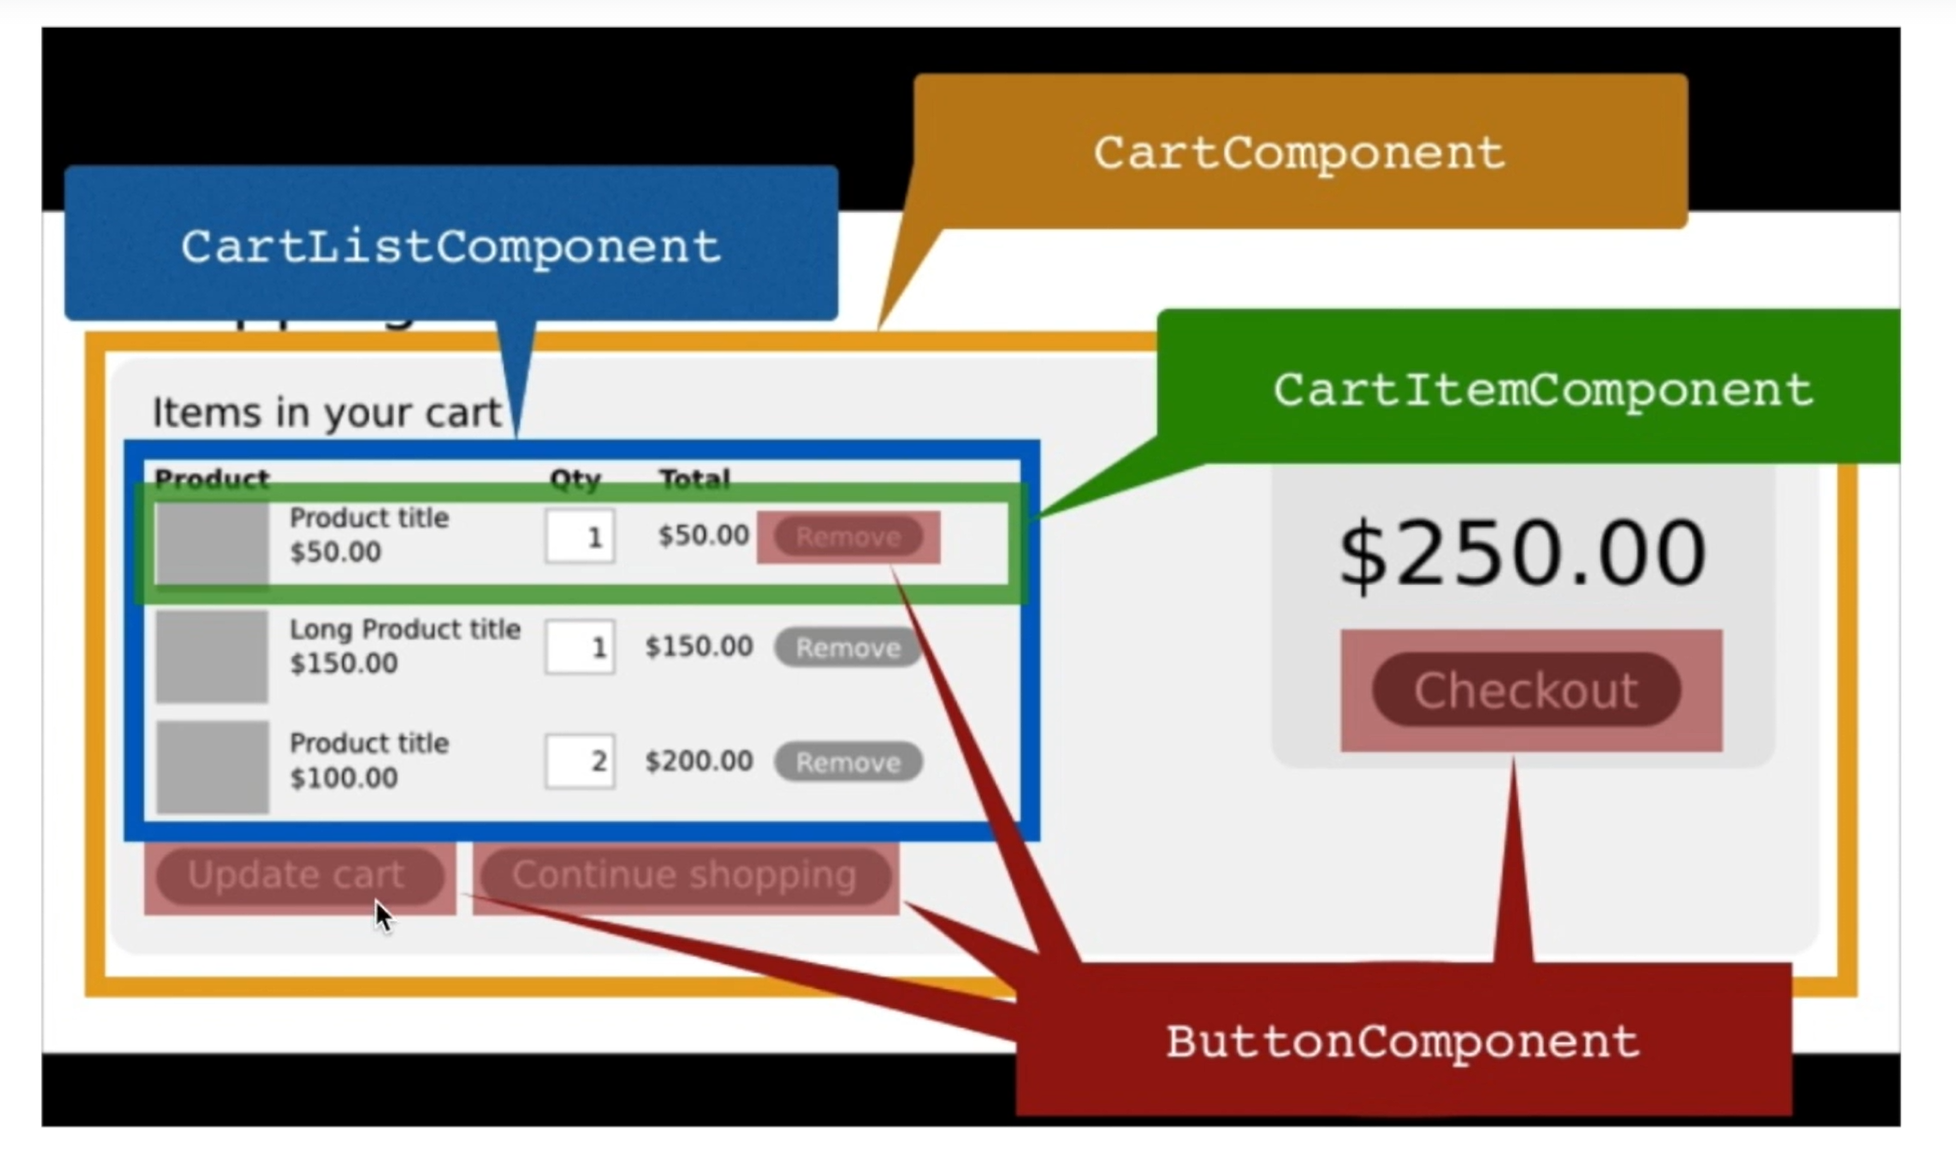 CartComponent
CartListComponent
CartItemComponent
Items in your cart
Product Qty Total
Product title
$50.00
1 $50.00 Remove
Long Product title
$150.00
1 $150.00 Remove
Product title
$100.00
2 $200.00 Remove
$250.00
Checkout
Update cart Continue shopping
ButtonComponent